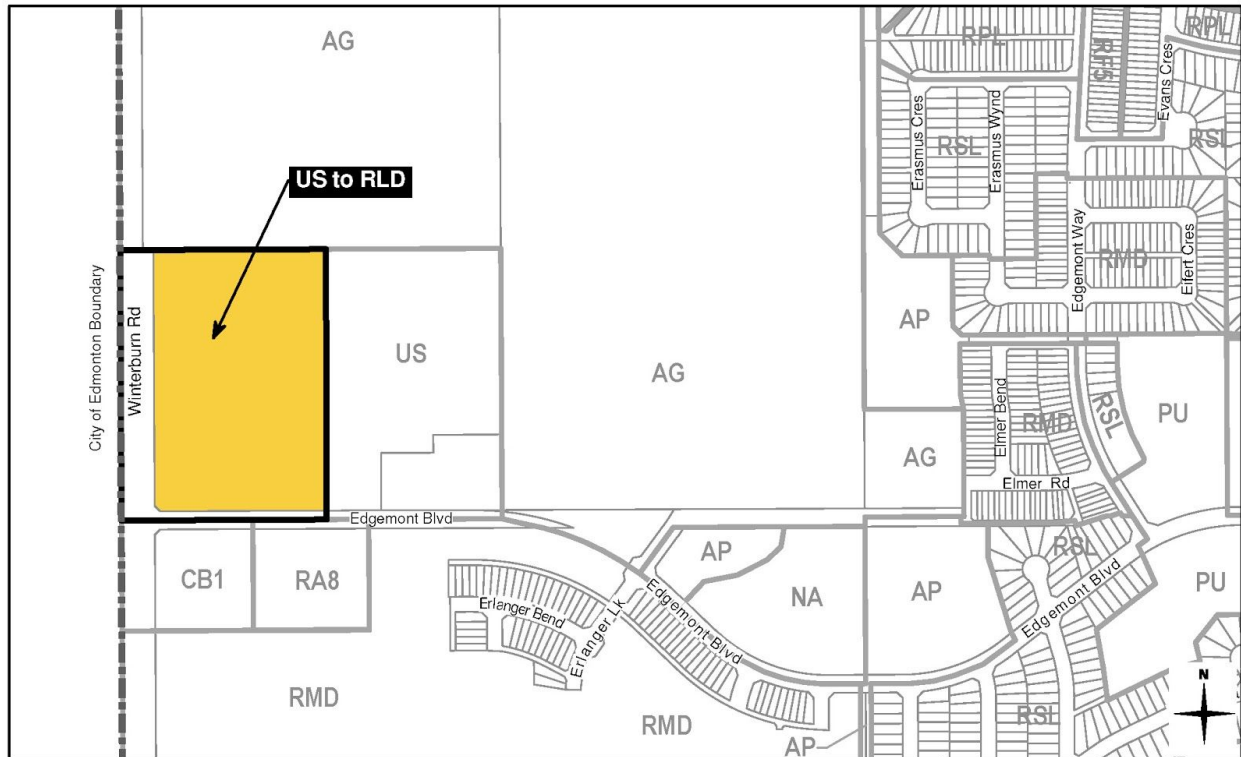 AG
RPL
RF5
Evans Cres
RPL
US to RLD
Erasmus Cres
RSL
Erasmus Wynd
RSL
Edgemont Way
RMD
Eifert Cres
City of Edmonton Boundary
Winterburn Rd
US
AG
AP
Elmer Bend
RMD
RSL
PU
AG
Elmer Rd
Edgemont Blvd
CB1
RA8
AP
NA
AP
RSL
Edgemont Blvd
PU
Erlanger Bend
Erlanger Lk
Edgemont Blvd
RMD
RMD
AP
RSL
N